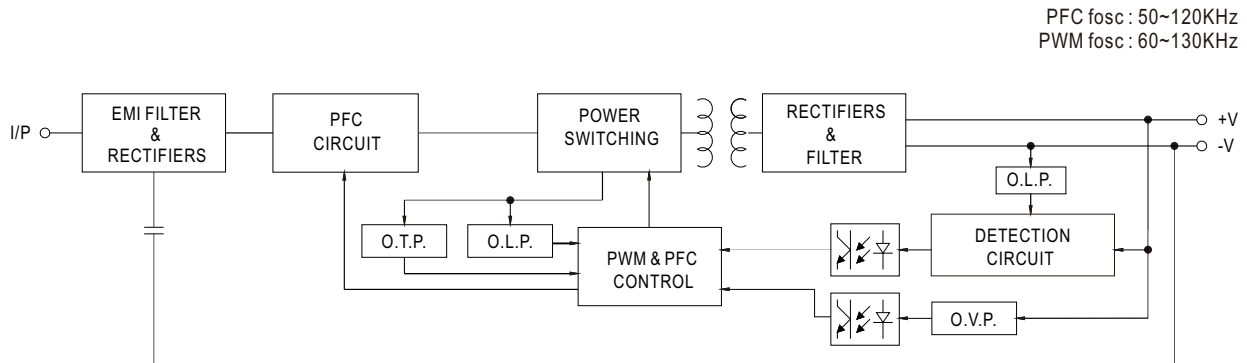 PFC fosc : 50~120KHz
PWM fosc : 60~130KHz
I/P
EMI FILTER
&
RECTIFIERS
PFC
CIRCUIT
POWER
SWITCHING
RECTIFIERS
&
FILTER
+V
-V
O.L.P.
O.T.P.
O.L.P.
PWM & PFC
CONTROL
DETECTION
CIRCUIT
O.V.P.